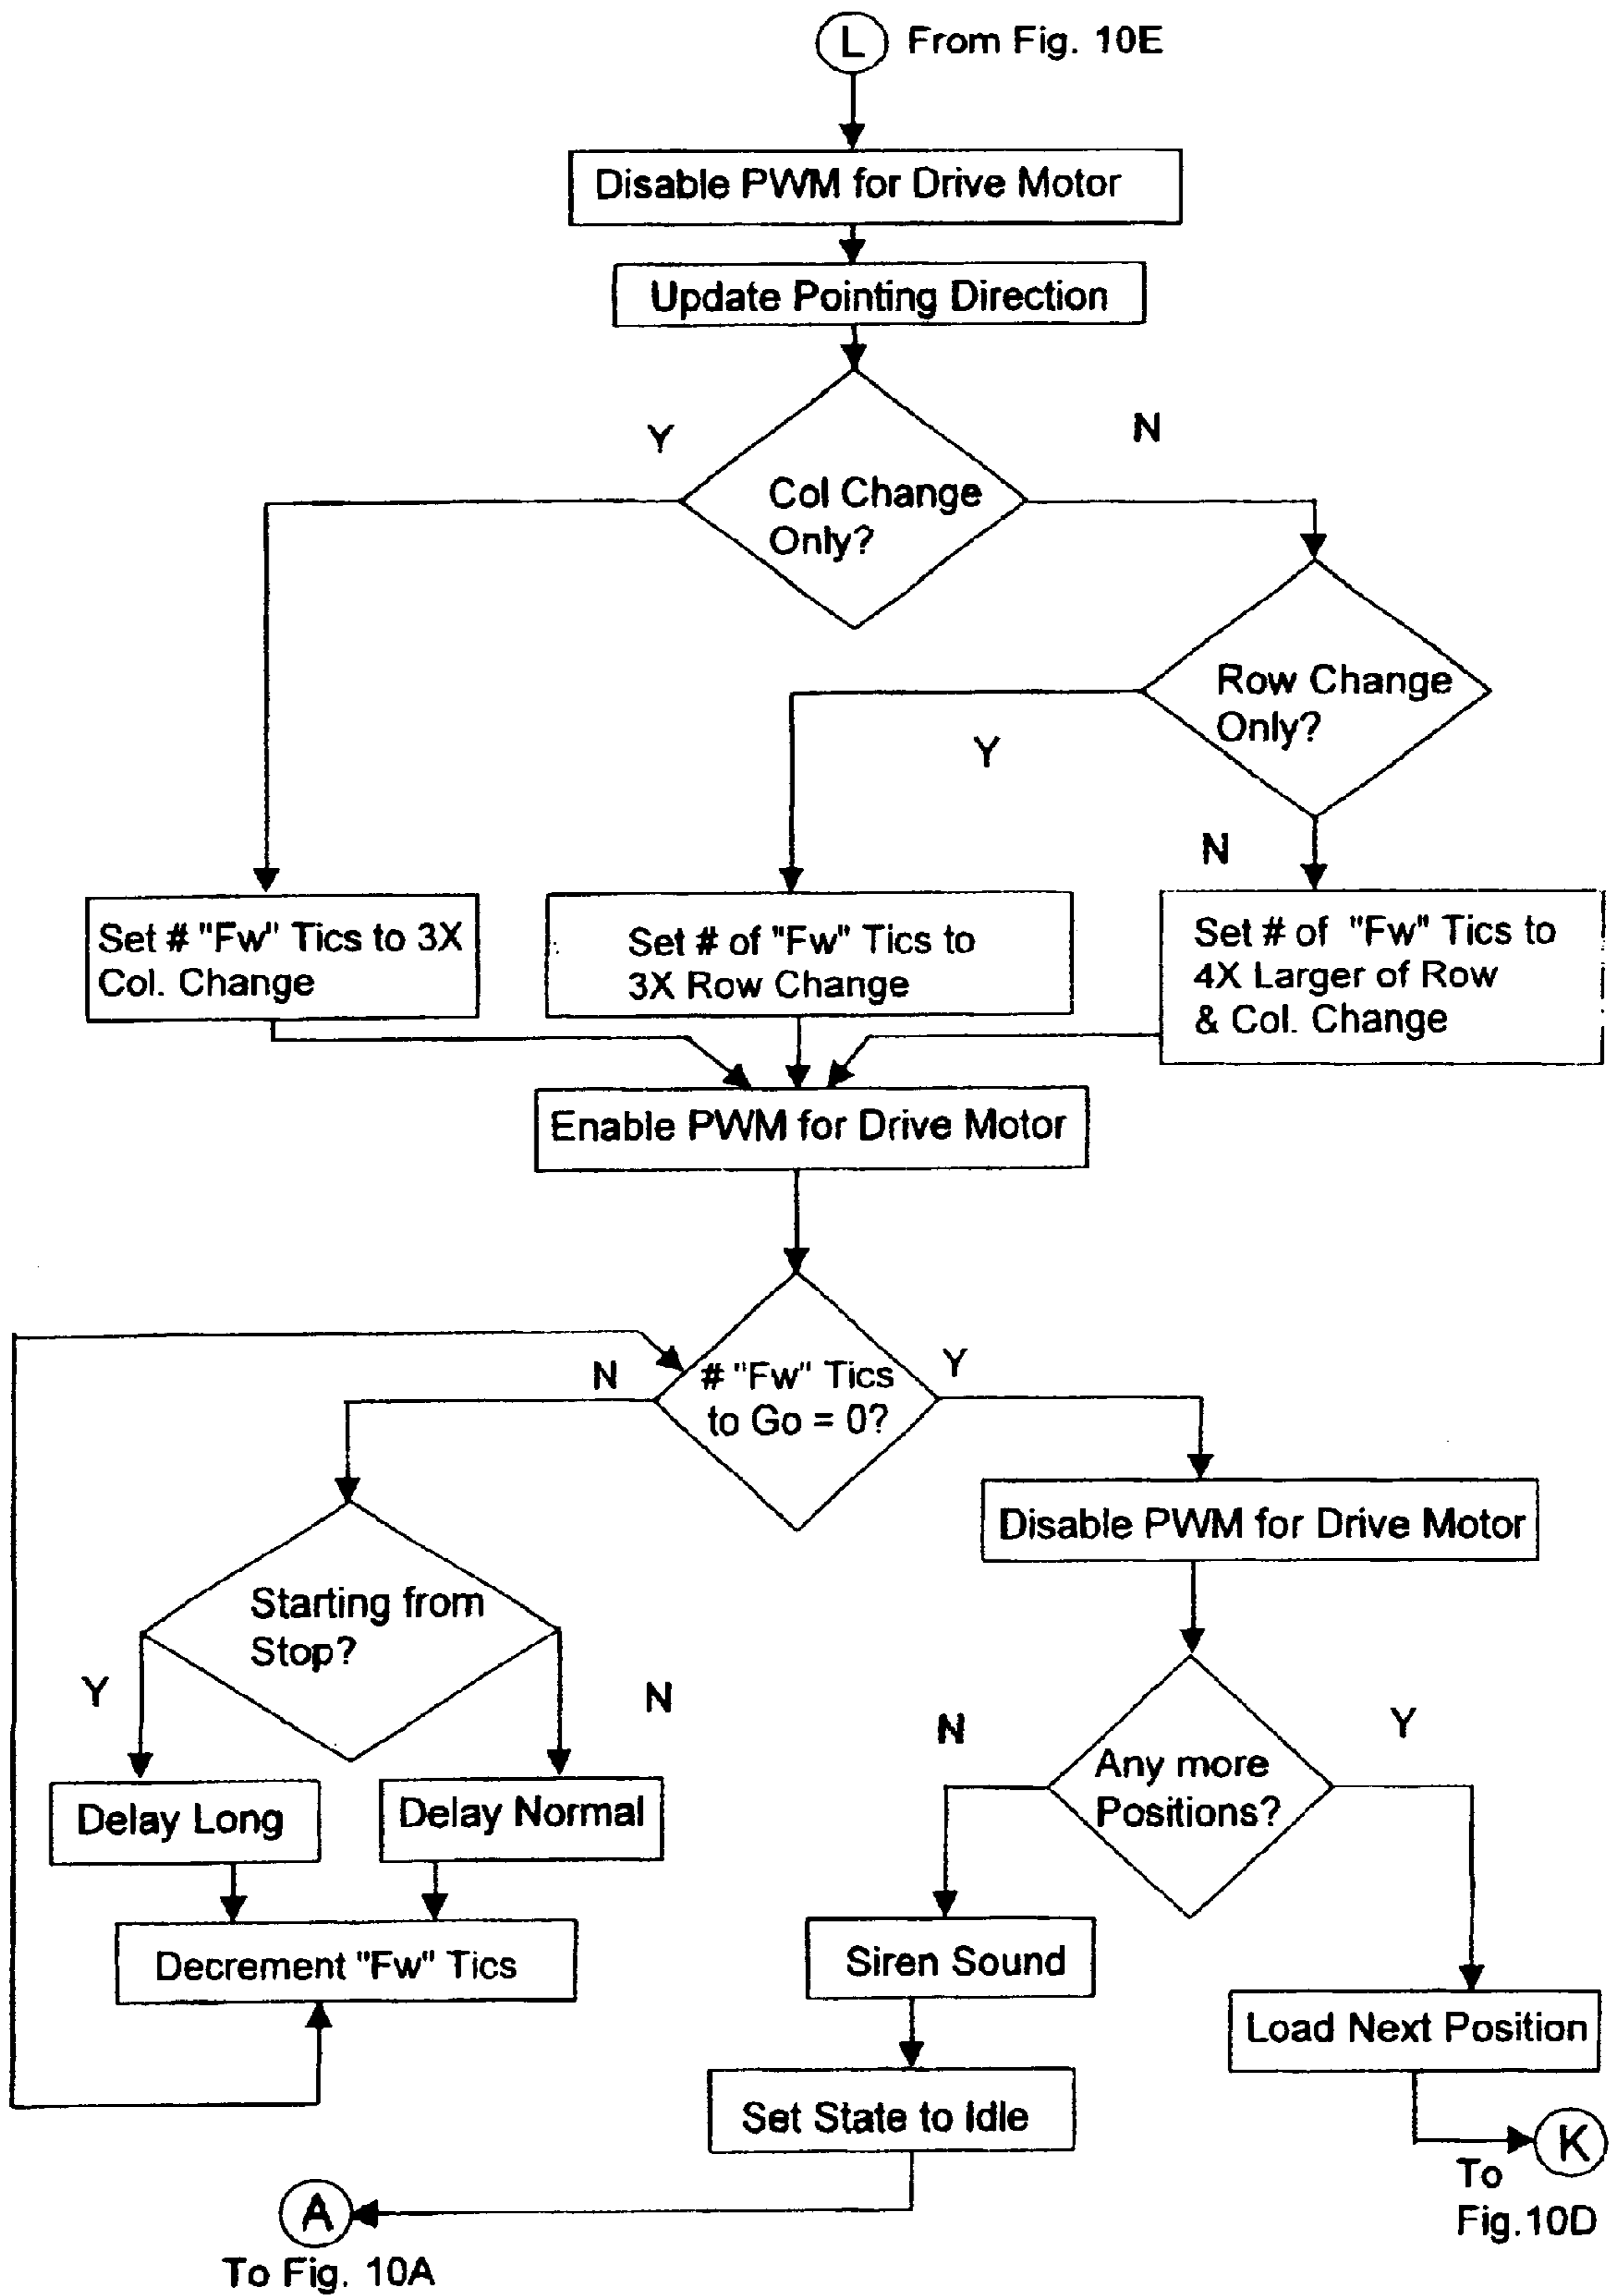 L From Fig. 10E
Disable PWM for Drive Motor
Update Pointing Direction
Y
N
Col Change
Only?
Row Change
Only?
Y
N
Set # "Fw" Tics to 3X
Col. Change
Set # of "Fw" Tics to
3X Row Change
Set # of "Fw" Tics to
4X Larger of Row
& Col. Change
Enable PWM for Drive Motor
N
# "Fw" Tics
to Go = 0?
Y
Disable PWM for Drive Motor
Starting from
Stop?
Y
N
N
Y
Any more
Positions?
Delay Long
Delay Normal
Decrement "Fw" Tics
Siren Sound
Load Next Position
Set State to Idle
K
To
Fig.10D
A
To Fig. 10A